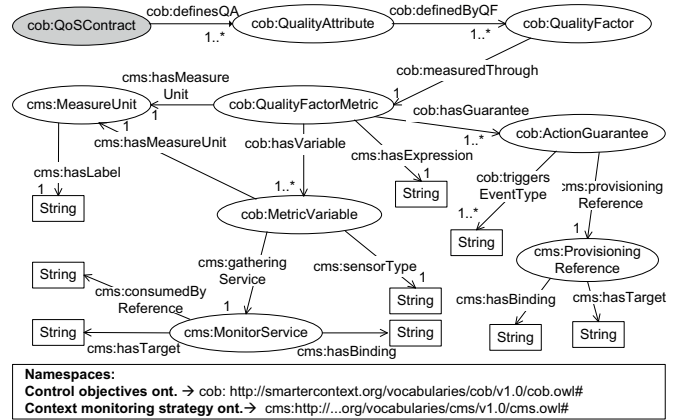 cob:QoSContract
cob:definesQA
1..*
cob:QualityAttribute
cob:definedByQF
1..*
cob:QualityFactor
cob:measuredThrough
1
cms:hasMeasure
Unit
1
cms:MeasureUnit
cob:QualityFactorMetric
cob:hasGuarantee
1..*
cob:ActionGuarantee
1
cms:hasMeasureUnit
cob:hasVariable
1..*
cms:hasExpression
1
String
cms:hasLabel
1
String
cob:triggers
EventType
1..*
String
cms:provisioning
Reference
1
cob:MetricVariable
cms:gathering
Service
1
cms:sensorType
1
String
cms:Provisioning
Reference
cms:hasBinding
String
cms:hasTarget
String
String
cms:consumedBy
Reference
String
cms:hasTarget
cms:MonitorService
cms:hasBinding
String
Namespaces:
Control objectives ont. → cob: http://smartercontext.org/vocabularies/cob/v1.0/cob.owl#
Context monitoring strategy ont.→ cms:http://...org/vocabularies/cms/v1.0/cms.owl#